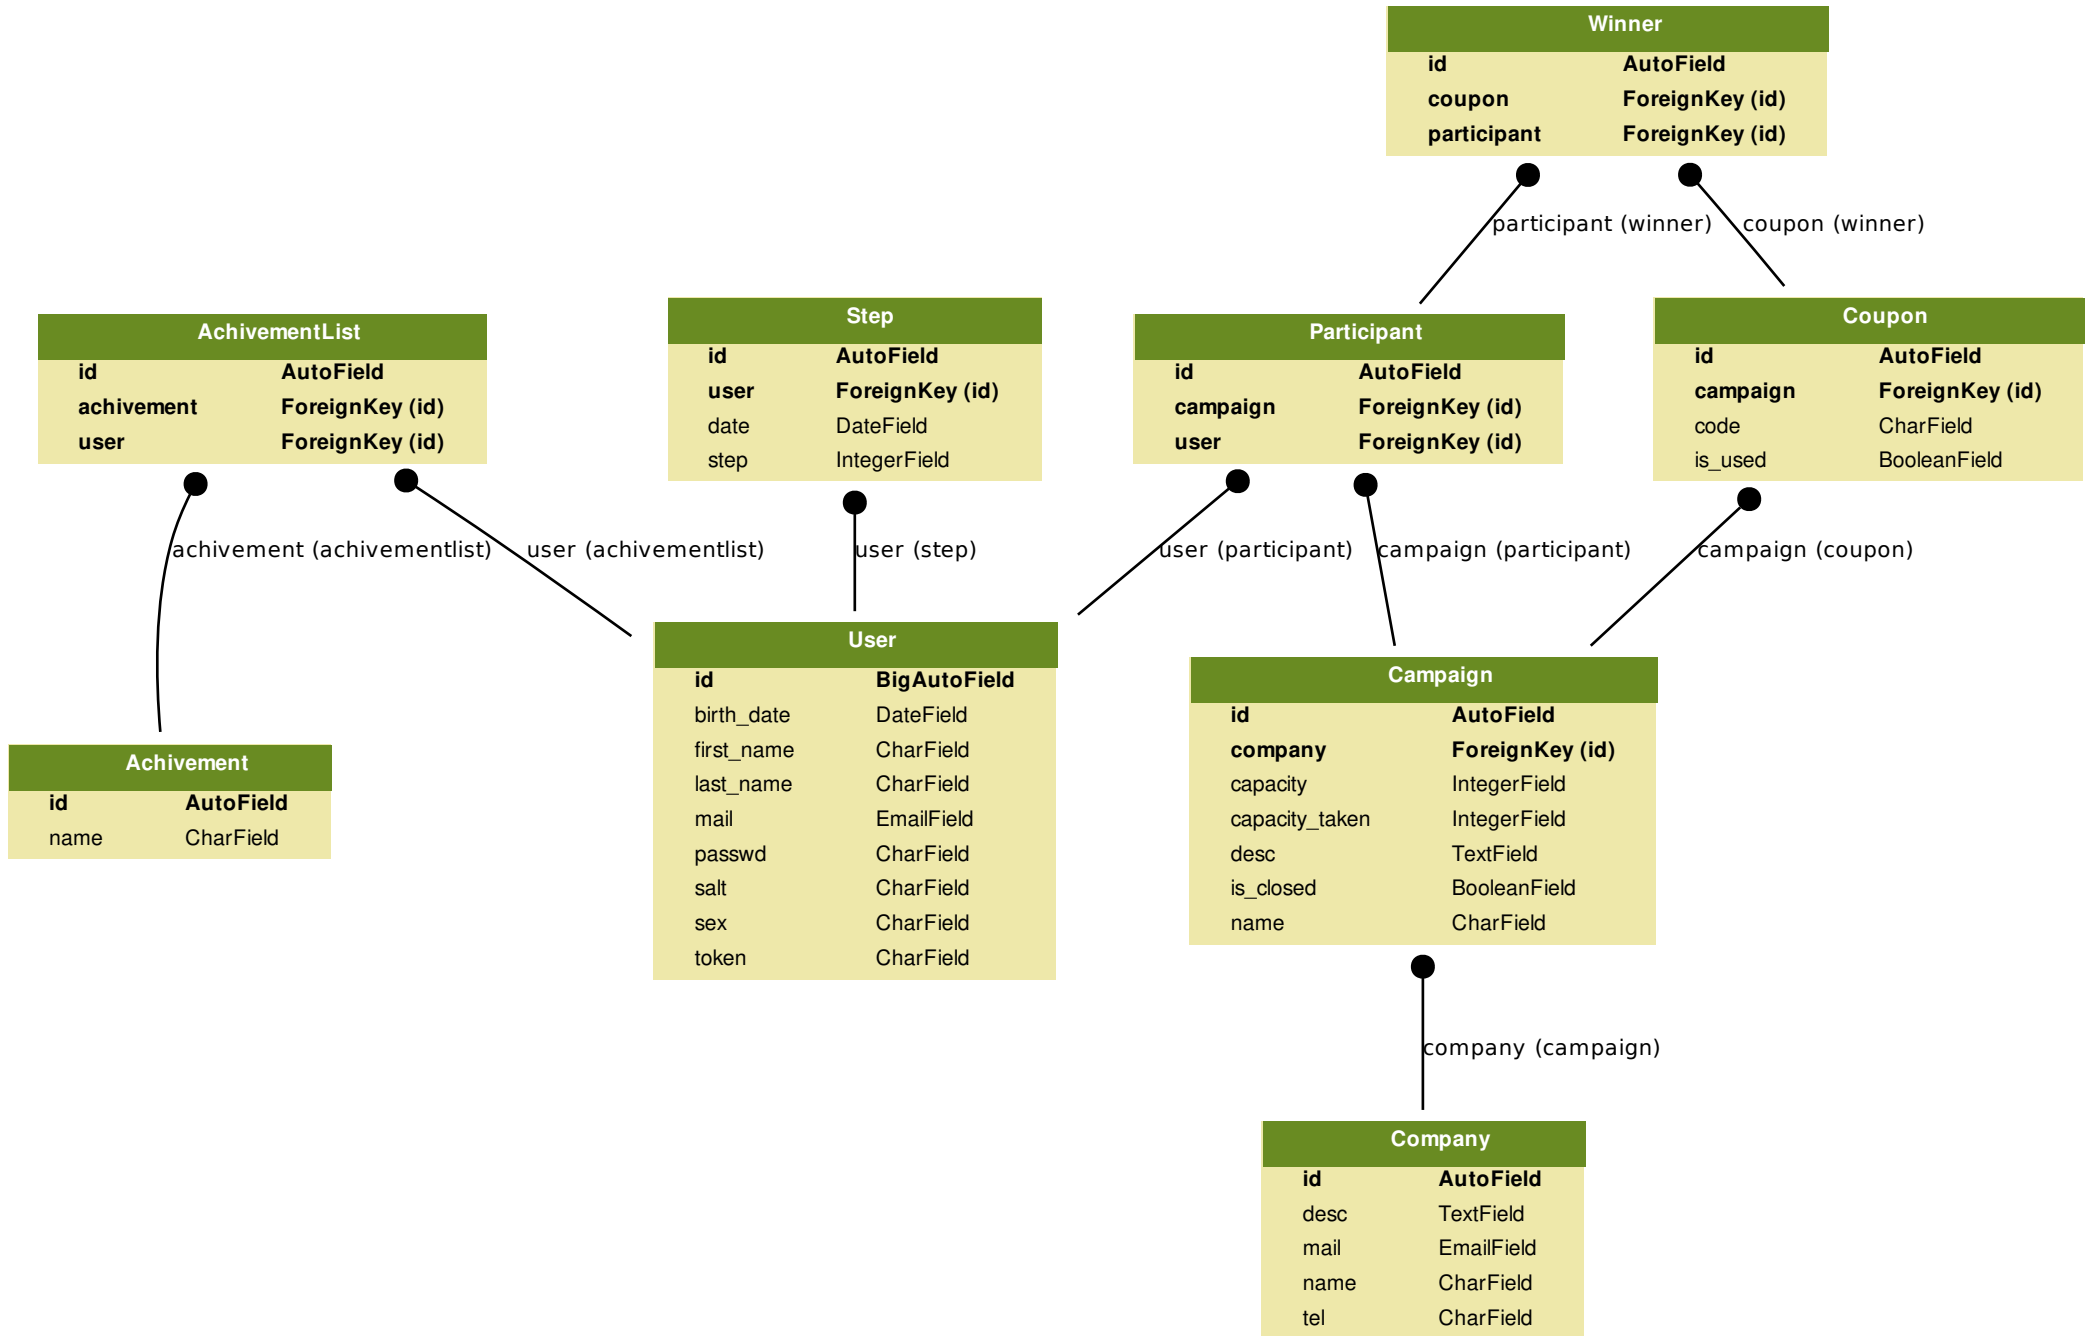 Winner
id AutoField
coupon ForeignKey (id)
participant ForeignKey (id)
participant (winner) coupon (winner)
AchivementList
id AutoField
achivement ForeignKey (id)
user ForeignKey (id)
Step
id AutoField
user ForeignKey (id)
date DateField
step IntegerField
Participant
id AutoField
campaign ForeignKey (id)
user ForeignKey (id)
Coupon
id AutoField
campaign ForeignKey (id)
code CharField
is_used BooleanField
achivement (achivementlist) user (achivementlist) user (step) user (participant) campaign (participant) campaign (coupon)
Achivement
id AutoField
name CharField
User
id BigAutoField
birth_date DateField
first_name CharField
last_name CharField
mail EmailField
passwd CharField
salt CharField
sex CharField
token CharField
Campaign
id AutoField
company ForeignKey (id)
capacity IntegerField
capacity_taken IntegerField
desc TextField
is_closed BooleanField
name CharField
company (campaign)
Company
id AutoField
desc TextField
mail EmailField
name CharField
tel CharField